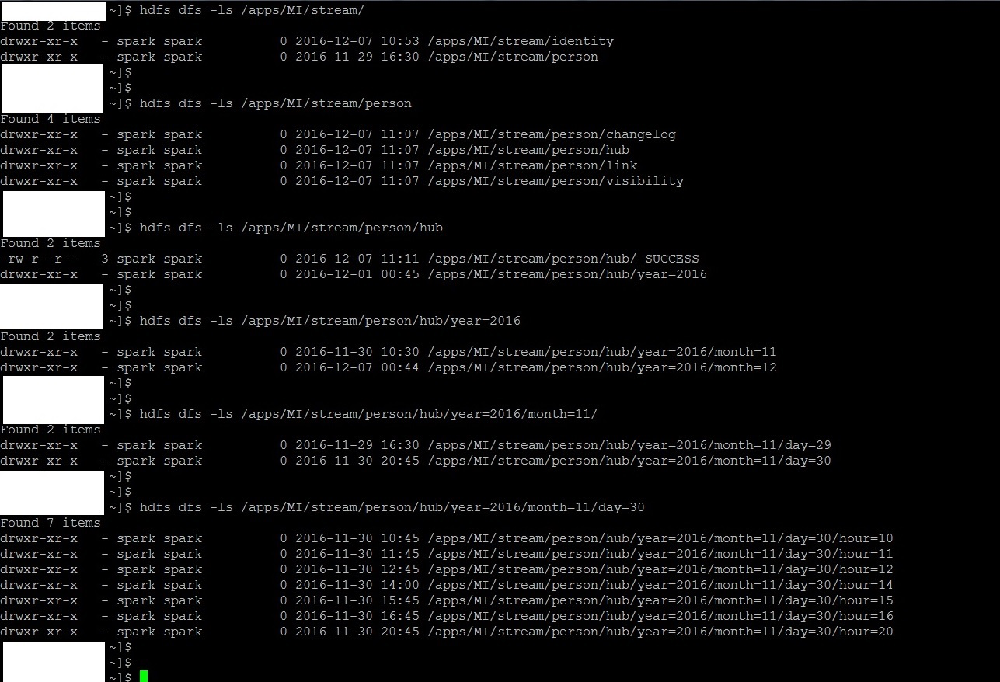 ~]$ hdfs dfs -ls /apps/MI/stream/
Found 2 items
drwxr-xr-x   - spark spark          0 2016-12-07 10:53 /apps/MI/stream/identity
drwxr-xr-x   - spark spark          0 2016-11-29 16:30 /apps/MI/stream/person
~]$
~]$
~]$ hdfs dfs -ls /apps/MI/stream/person
Found 4 items
drwxr-xr-x   - spark spark          0 2016-12-07 11:07 /apps/MI/stream/person/changelog
drwxr-xr-x   - spark spark          0 2016-12-07 11:07 /apps/MI/stream/person/hub
drwxr-xr-x   - spark spark          0 2016-12-07 11:07 /apps/MI/stream/person/link
drwxr-xr-x   - spark spark          0 2016-12-07 11:07 /apps/MI/stream/person/visibility
~]$
~]$
~]$ hdfs dfs -ls /apps/MI/stream/person/hub
Found 2 items
-rw-r--r--   3 spark spark          0 2016-12-07 11:11 /apps/MI/stream/person/hub/_SUCCESS
drwxr-xr-x   - spark spark          0 2016-12-01 00:45 /apps/MI/stream/person/hub/year=2016
~]$
~]$
~]$ hdfs dfs -ls /apps/MI/stream/person/hub/year=2016
Found 2 items
drwxr-xr-x   - spark spark          0 2016-11-30 10:30 /apps/MI/stream/person/hub/year=2016/month=11
drwxr-xr-x   - spark spark          0 2016-12-07 00:44 /apps/MI/stream/person/hub/year=2016/month=12
~]$
~]$
~]$ hdfs dfs -ls /apps/MI/stream/person/hub/year=2016/month=11/
Found 2 items
drwxr-xr-x   - spark spark          0 2016-11-29 16:30 /apps/MI/stream/person/hub/year=2016/month=11/day=29
drwxr-xr-x   - spark spark          0 2016-11-30 20:45 /apps/MI/stream/person/hub/year=2016/month=11/day=30
~]$
~]$
~]$ hdfs dfs -ls /apps/MI/stream/person/hub/year=2016/month=11/day=30
Found 7 items
drwxr-xr-x   - spark spark          0 2016-11-30 10:45 /apps/MI/stream/person/hub/year=2016/month=11/day=30/hour=10
drwxr-xr-x   - spark spark          0 2016-11-30 11:45 /apps/MI/stream/person/hub/year=2016/month=11/day=30/hour=11
drwxr-xr-x   - spark spark          0 2016-11-30 12:45 /apps/MI/stream/person/hub/year=2016/month=11/day=30/hour=12
drwxr-xr-x   - spark spark          0 2016-11-30 14:00 /apps/MI/stream/person/hub/year=2016/month=11/day=30/hour=14
drwxr-xr-x   - spark spark          0 2016-11-30 15:45 /apps/MI/stream/person/hub/year=2016/month=11/day=30/hour=15
drwxr-xr-x   - spark spark          0 2016-11-30 16:45 /apps/MI/stream/person/hub/year=2016/month=11/day=30/hour=16
drwxr-xr-x   - spark spark          0 2016-11-30 20:45 /apps/MI/stream/person/hub/year=2016/month=11/day=30/hour=20
~]$
~]$
~]$